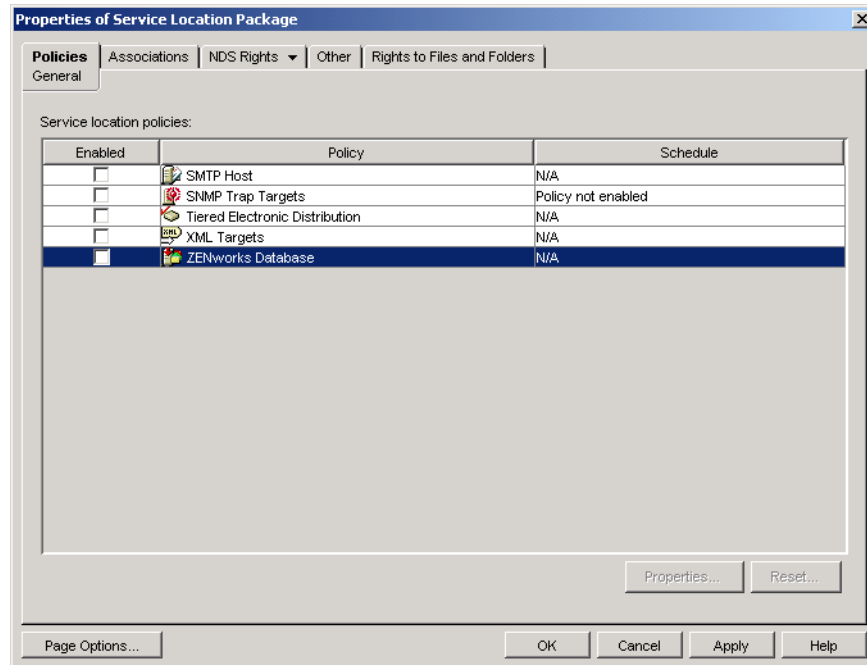 Properties of Service Location Package
Policies Associations NDS Rights Other Rights to Files and Folders
General
Service location policies:
Enabled Policy Schedule
SMTP Host N/A
SNMP Trap Targets Policy not enabled
Tiered Electronic Distribution N/A
XML XML Targets N/A
ZENworks Database N/A
Properties... Reset...
Page Options... OK Cancel Apply Help